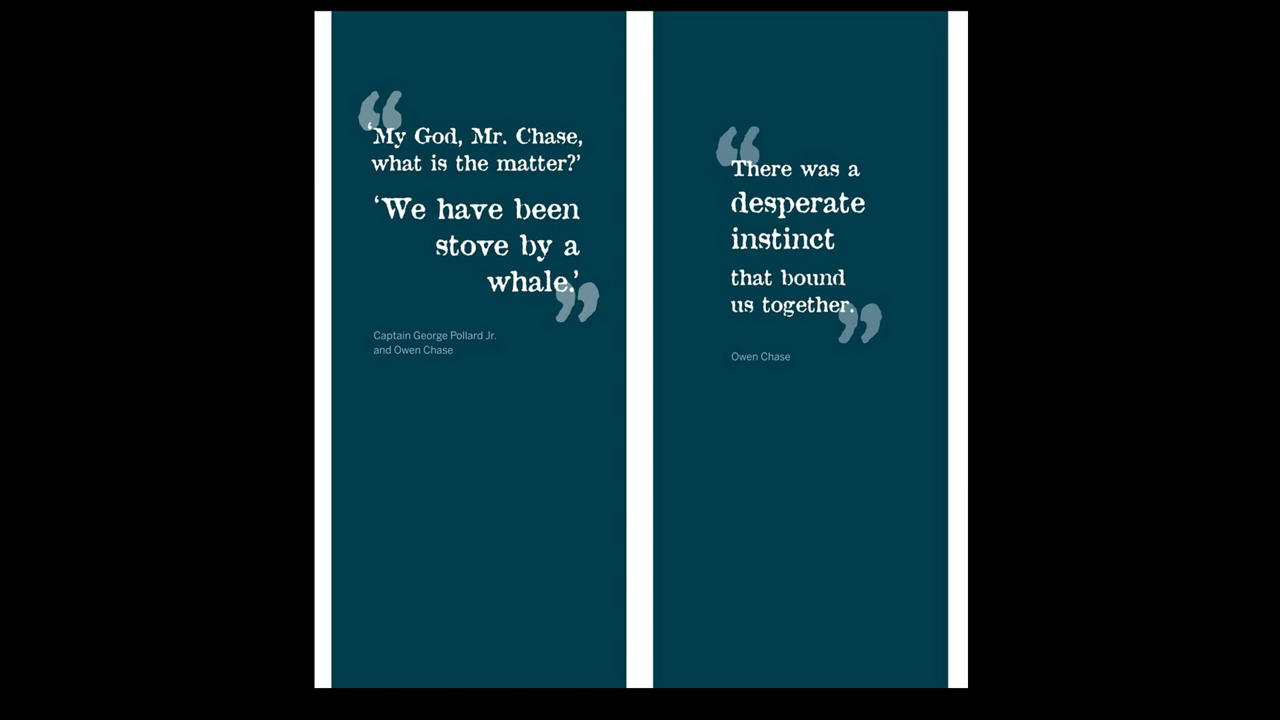 “
‘My God, Mr. Chase,
what is the matter?’
‘We have been
stove by a
whale.’
”
Captain George Pollard Jr.
and Owen Chase
“
There was a
desperate
instinct
that bound
us together.
”
Owen Chase